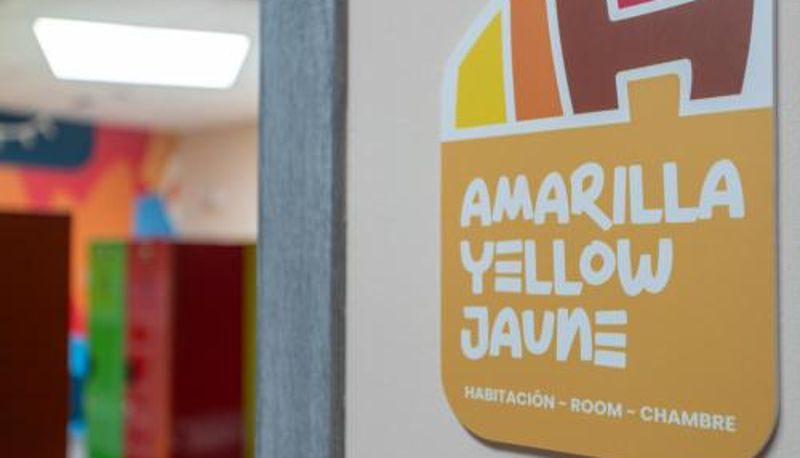 AMARILLA
YELLOW
JAUNE
HABITACIÓN ~ ROOM ~ CHAMBRE